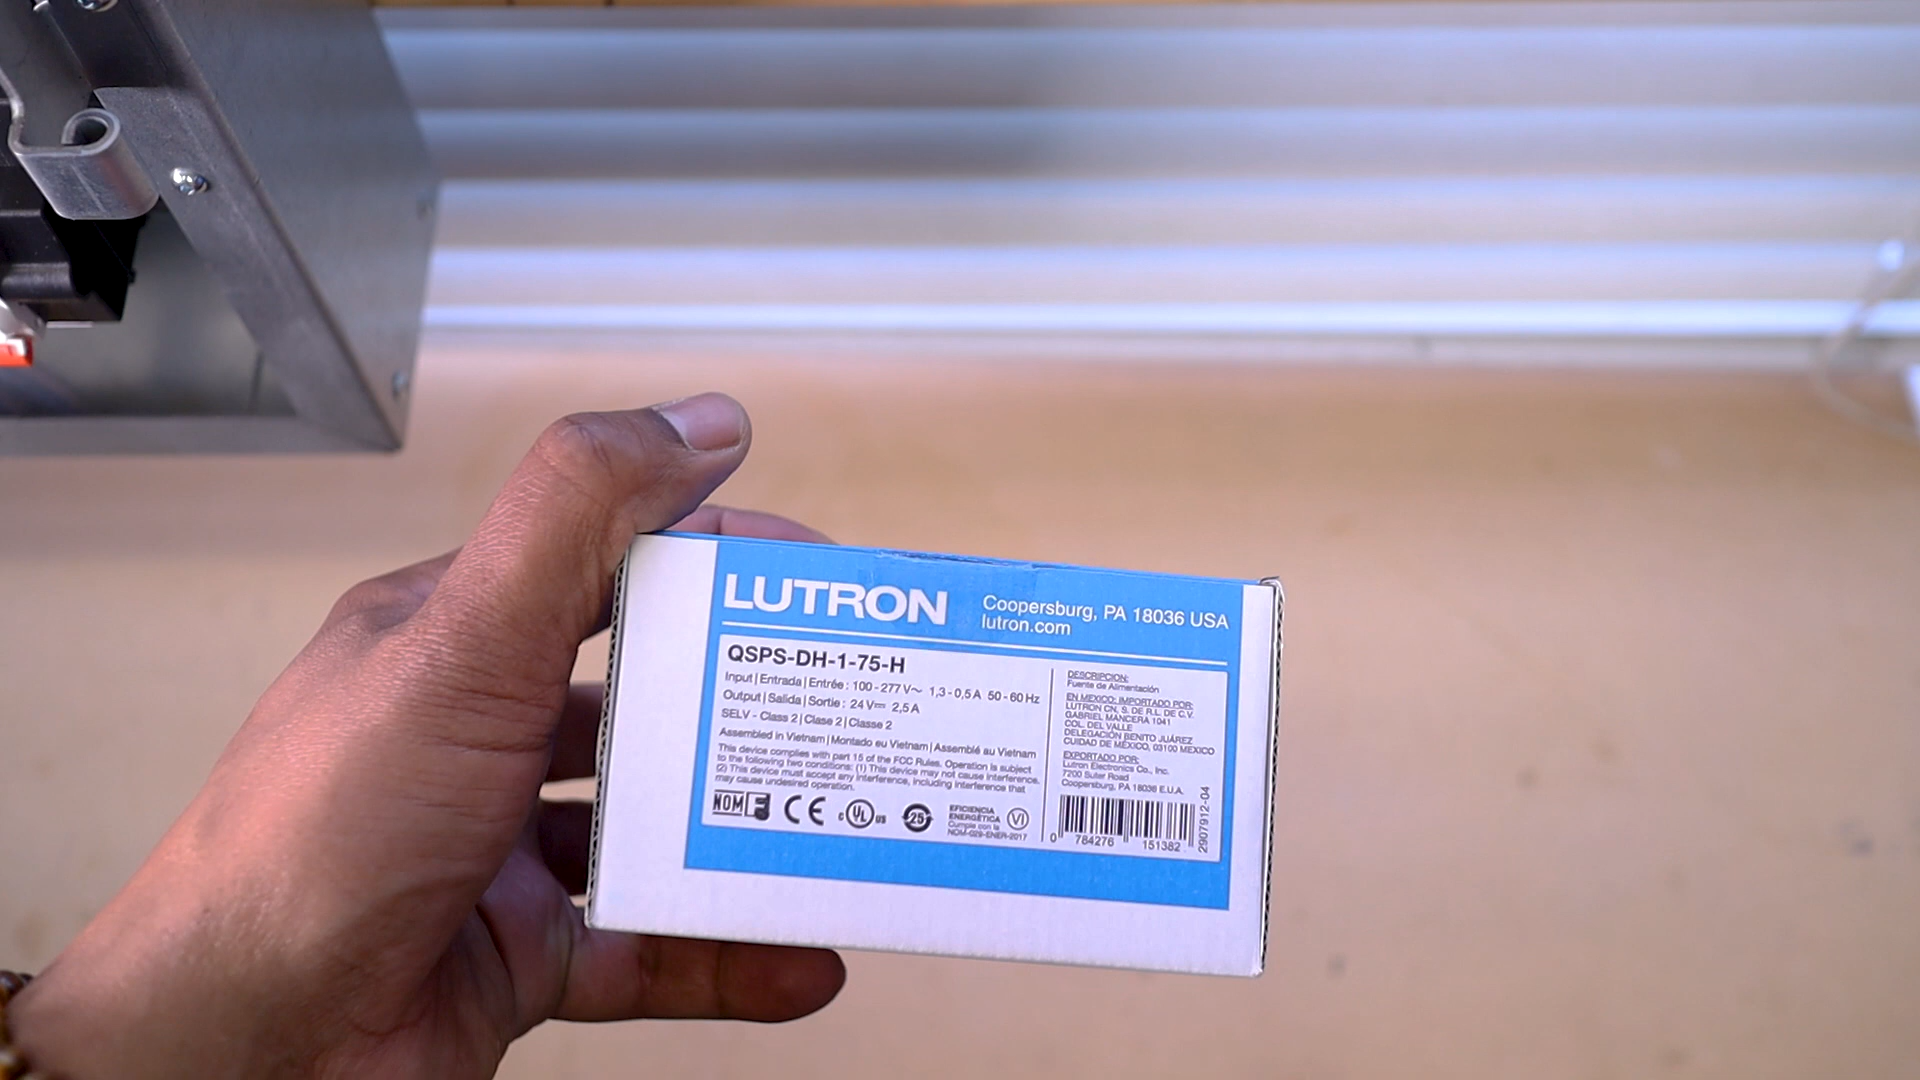 LUTRON
Coopersburg, PA 18036 USA
lutron.com
QSPS-DH-1-75-H
Input | Entrada | Entrée : 100 - 277 V~ 1,3 - 0,5 A 50 - 60 Hz
Output | Salida | Sortie : 24 V⎓ 2,5 A
SELV - Class 2 | Clase 2 | Classe 2
Assembled in Vietnam | Montado eu Vietnam | Assemblé au Vietnam
This device complies with part 15 of the FCC Rules. Operation is subject
to the following two conditions: (1) This device may not cause interference.
(2) This device must accept any interference, including interference that
may cause undesired operation.
NOM
CE
c UL us
25
EFICIENCIA
ENERGÉTICA
Cumple con la
NOM-029-ENER-2017
VI
DESCRIPCION:
Fuente de Alimentación
EN MEXICO: IMPORTADO POR:
LUTRON CN, S. DE R.L. DE C.V.
GABRIEL MANCERA 1041
COL. DEL VALLE
DELEGACIÓN BENITO JUÁREZ
CUIDAD DE MÉXICO, 03100 MEXICO
EXPORTADO POR:
Lutron Electronics Co., Inc.
7200 Suter Road
Coopersburg, PA 18036 E.U.A.
0 784276 151382
2907912-04